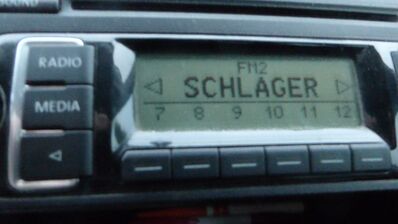 SOUND
RADIO
FM2
SCHLAGER
MEDIA
7 8 9 10 11 12